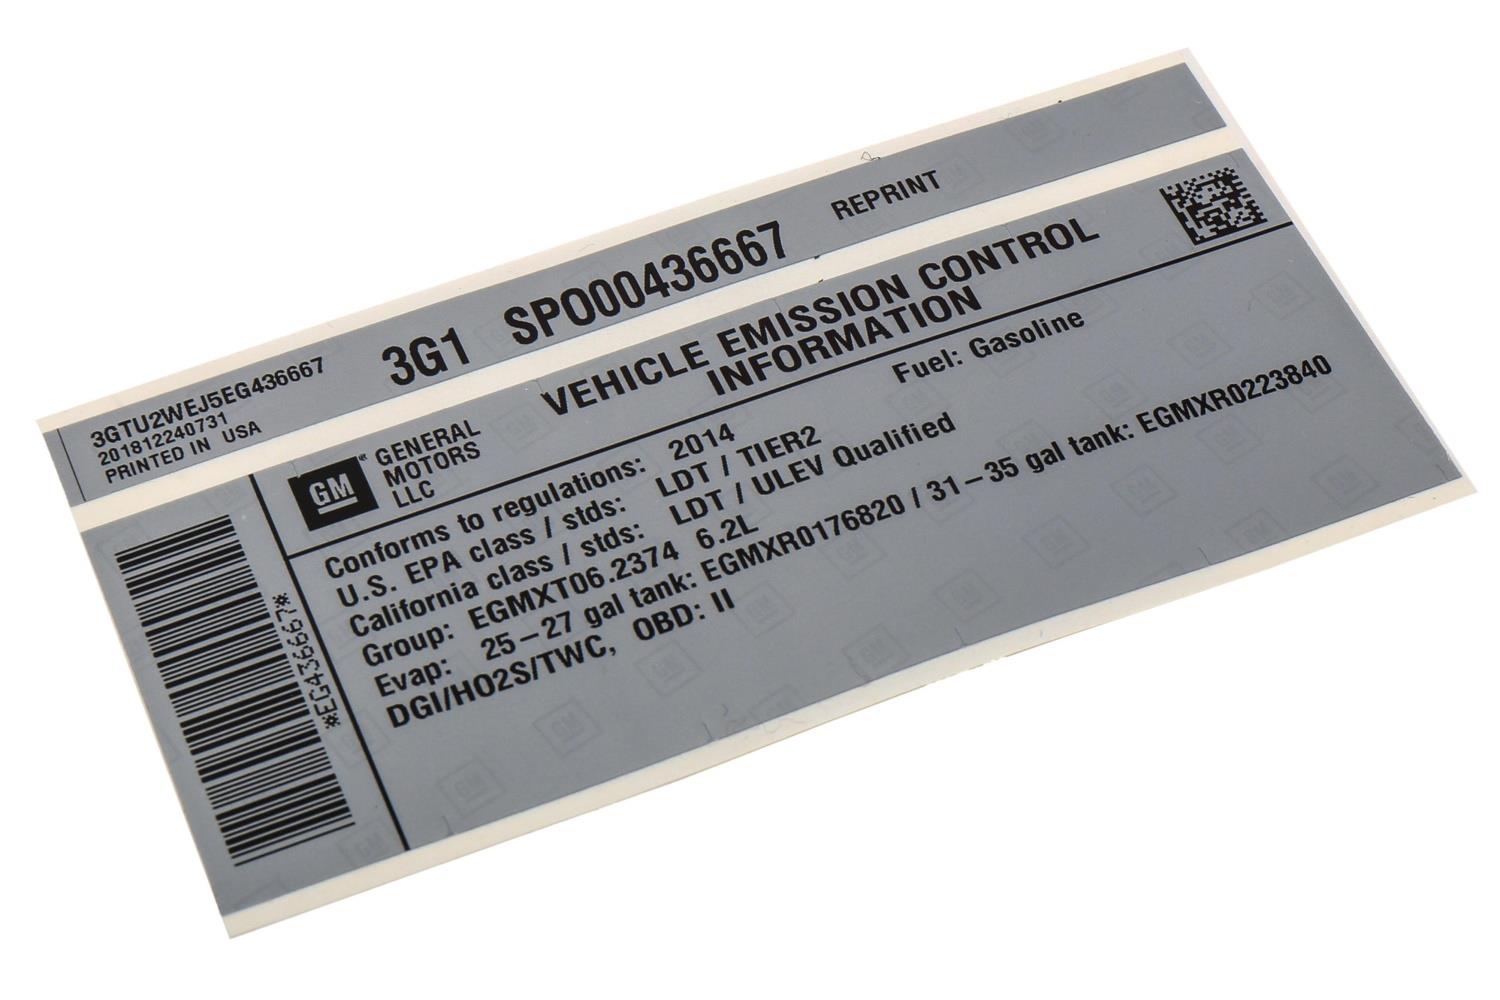 3GTU2WEJ5EG436667
201812240731
PRINTED IN USA
3G1 SPO00436667 REPRINT
GM
GENERAL
MOTORS
LLC
VEHICLE EMISSION CONTROL
INFORMATION
Conforms to regulations: 2014 Fuel: Gasoline
U.S. EPA class / stds: LDT / TIER2
California class / stds: LDT / ULEV Qualified
Group: EGMXT06.2374 6.2L
Evap: 25–27 gal tank: EGMXR0176820 / 31–35 gal tank: EGMXR0223840
DGI/HO2S/TWC, OBD: II
*EG436667*